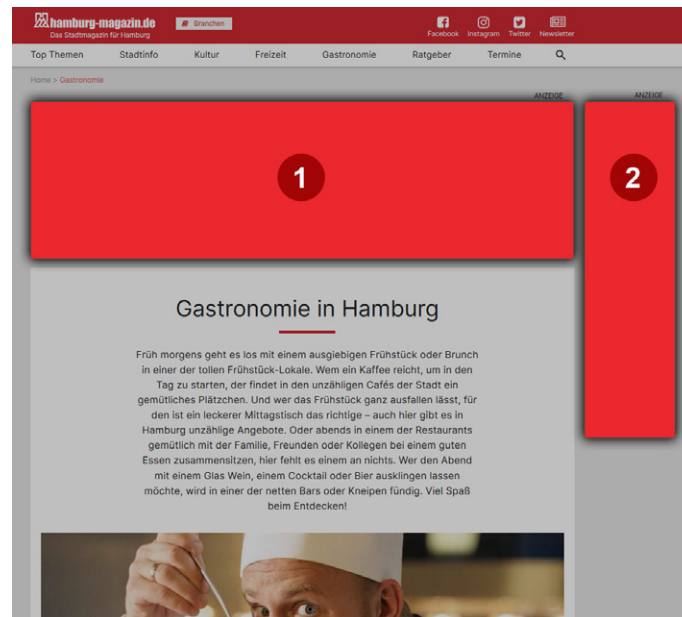 hamburg-magazin.de
Das Stadtmagazin für Hamburg
Branchen
Facebook Instagram Twitter Newsletter
Top Themen Stadtinfo Kultur Freizeit Gastronomie Ratgeber Termine
Home > Gastronomie
ANZEIGE ANZEIGE
1 2
Gastronomie in Hamburg
Früh morgens geht es los mit einem ausgiebigen Frühstück oder Brunch
in einer der tollen Frühstück-Lokale. Wem ein Kaffee reicht, um in den
Tag zu starten, der findet in den unzähligen Cafés der Stadt ein
gemütliches Plätzchen. Und wer das Frühstück ganz ausfallen lässt, für
den ist ein leckerer Mittagstisch das richtige – auch hier gibt es in
Hamburg unzählige Angebote. Oder abends in einem der Restaurants
gemütlich mit der Familie, Freunden oder Kollegen bei einem guten
Essen zusammensitzen, hier fehlt es einem an nichts. Wer den Abend
mit einem Glas Wein, einem Cocktail oder Bier ausklingen lassen
möchte, wird in einer der netten Bars oder Kneipen fündig. Viel Spaß
beim Entdecken!